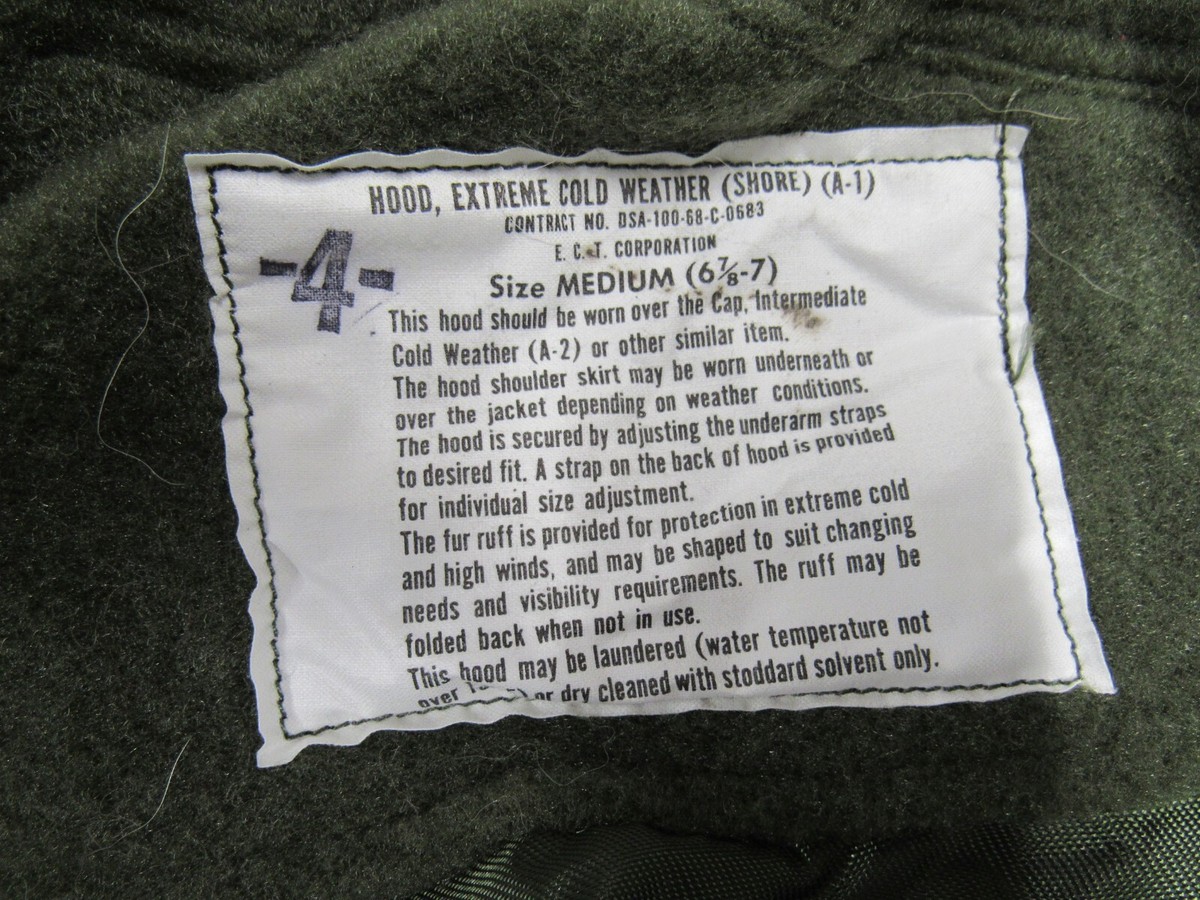 HOOD, EXTREME COLD WEATHER (SHORE) (A-1)
CONTRACT NO. DSA-100-68-C-0683
E. C. T. CORPORATION
-4-
Size MEDIUM (6 7/8-7)
This hood should be worn over the Cap, Intermediate
Cold Weather (A-2) or other similar item.
The hood shoulder skirt may be worn underneath or
over the jacket depending on weather conditions.
The hood is secured by adjusting the underarm straps
to desired fit. A strap on the back of hood is provided
for individual size adjustment.
The fur ruff is provided for protection in extreme cold
and high winds, and may be shaped to suit changing
needs and visibility requirements. The ruff may be
folded back when not in use.
This hood may be laundered (water temperature not
over ) or dry cleaned with stoddard solvent only.